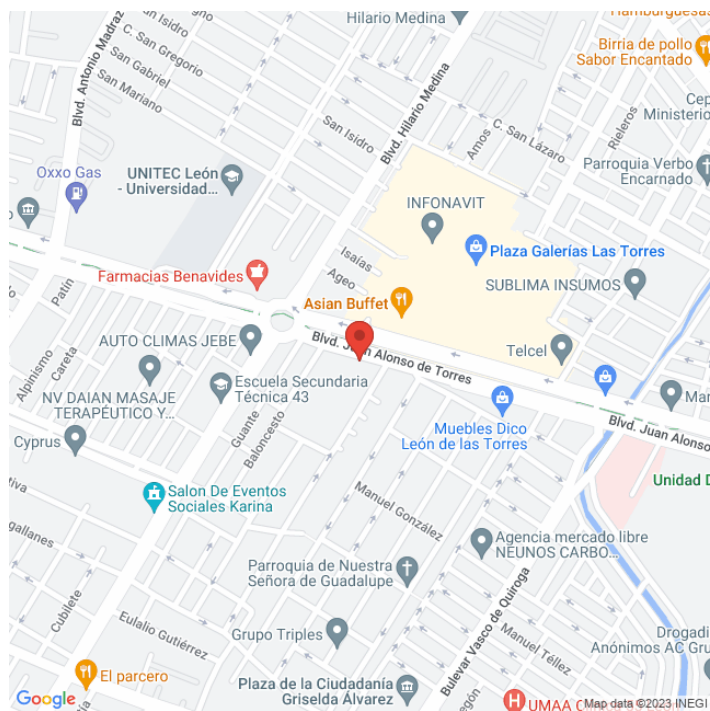 Hilario Medina
Hamburguesas
Birria de pollo
Sabor Encantado
C. San Gregorio
San Gabriel
San Mariano
Blvd. Antonio Madraz
Blvd. Hilario Medina
San Isidro
C. San Lázaro
Amos
Rieleros
Cep
Ministerio
Parroquia Verbo
Encarnado
Oxxo Gas
UNITEC León
- Universidad...
INFONAVIT
Plaza Galerías Las Torres
Isaías
Ageo
Farmacias Benavides
Asian Buffet
SUBLIMA INSUMOS
Patín
Careta
Alpinismo
AUTO CLIMAS JEBE
Blvd. Juan Alonso de Torres
Telcel
NV DAIAN MASAJE
TERAPÉUTICO Y...
Escuela Secundaria
Técnica 43
Guante
Baloncesto
Muebles Dico
León de las Torres
Mar
Blvd. Juan Alonso
Cyprus
Salon De Eventos
Sociales Karina
Unidad D
Manuel González
Agencia mercado libre
NEUNOS CARBO...
tiva
agallanes
Parroquia de Nuestra
Señora de Guadalupe
Bulevar Vasco de Quiroga
Cubilete
Eulalio Gutiérrez
Grupo Triples
Manuel Téllez
Drogadi
Anónimos AC Gru
El parcero
Plaza de la Ciudadanía
Griselda Álvarez
egón
UMAA C
Google
Map data ©2023 INEGI